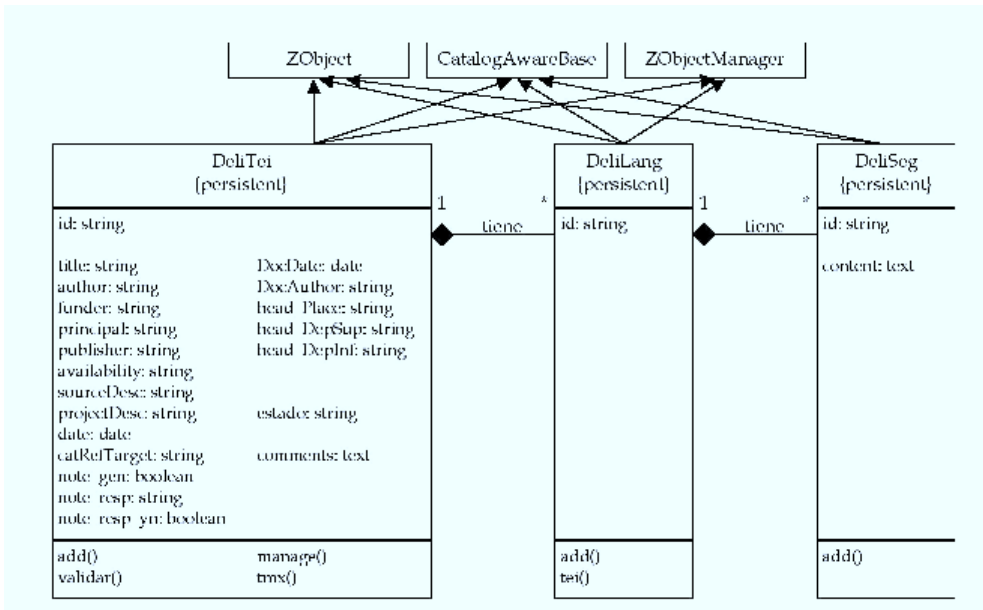 ZObject
CatalogAwareBase
ZObjectManager
DeliTei
{persistent}
id: string
title: string
author: string
funder: string
principal: string
publisher: string
availability: string
sourceDesc: string
projectDesc: string
date: date
catRefTarget: string
note_gen: boolean
note_resp: string
note_resp_yn: boolean
DocDate: date
DocAuthor: string
head_Place: string
head_DepSup: string
head_DepInf: string
estado: string
comments: text
add()
validar()
manage()
tmx()
1
*
tiene
DeliLang
{persistent}
id: string
add()
tei()
1
*
tiene
DeliSeg
{persistent}
id: string
content: text
add()